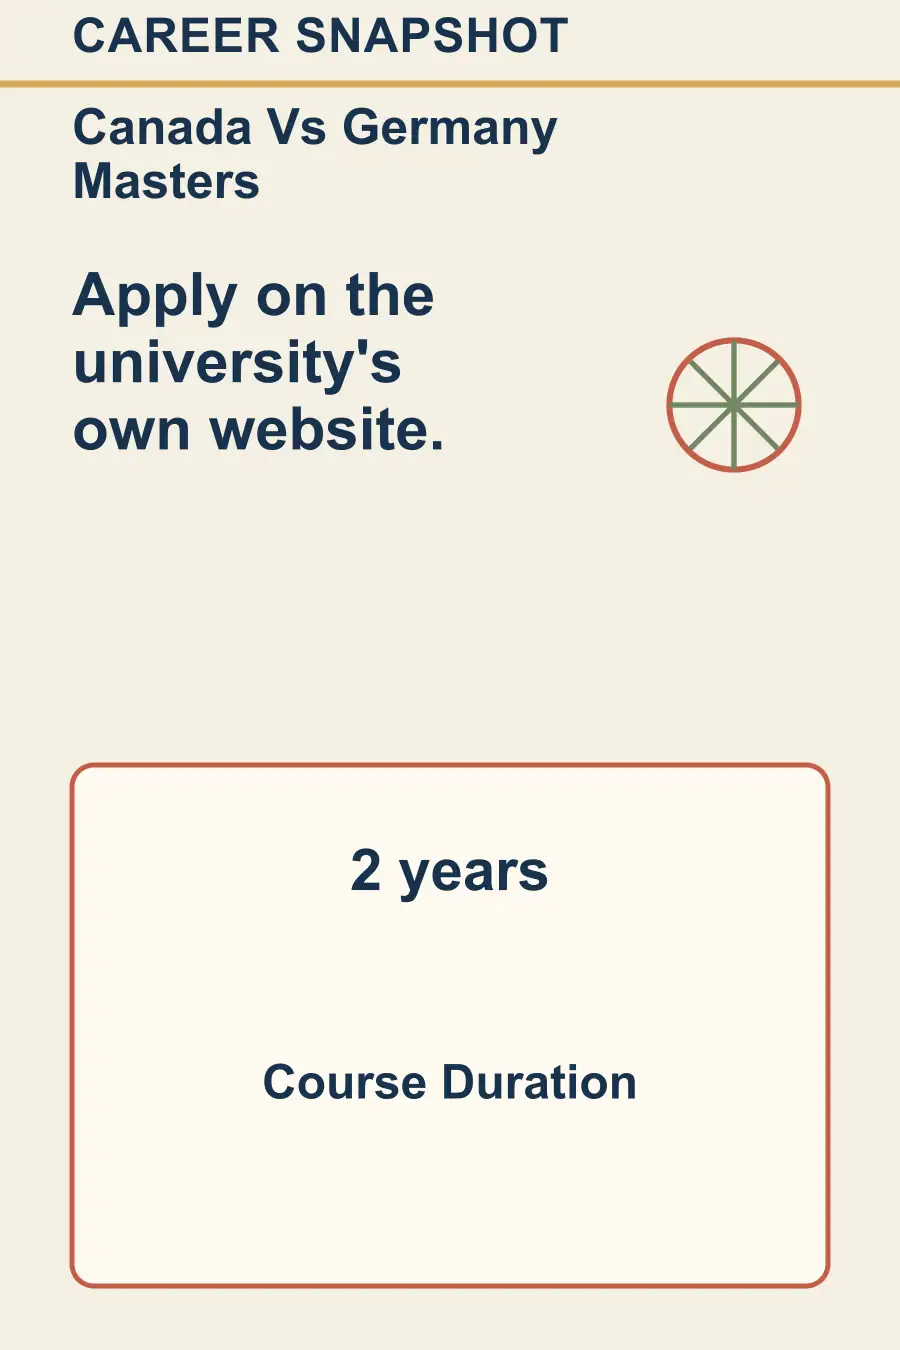 CAREER SNAPSHOT
Canada Vs Germany
Masters
Apply on the
university's
own website.
2 years
Course Duration